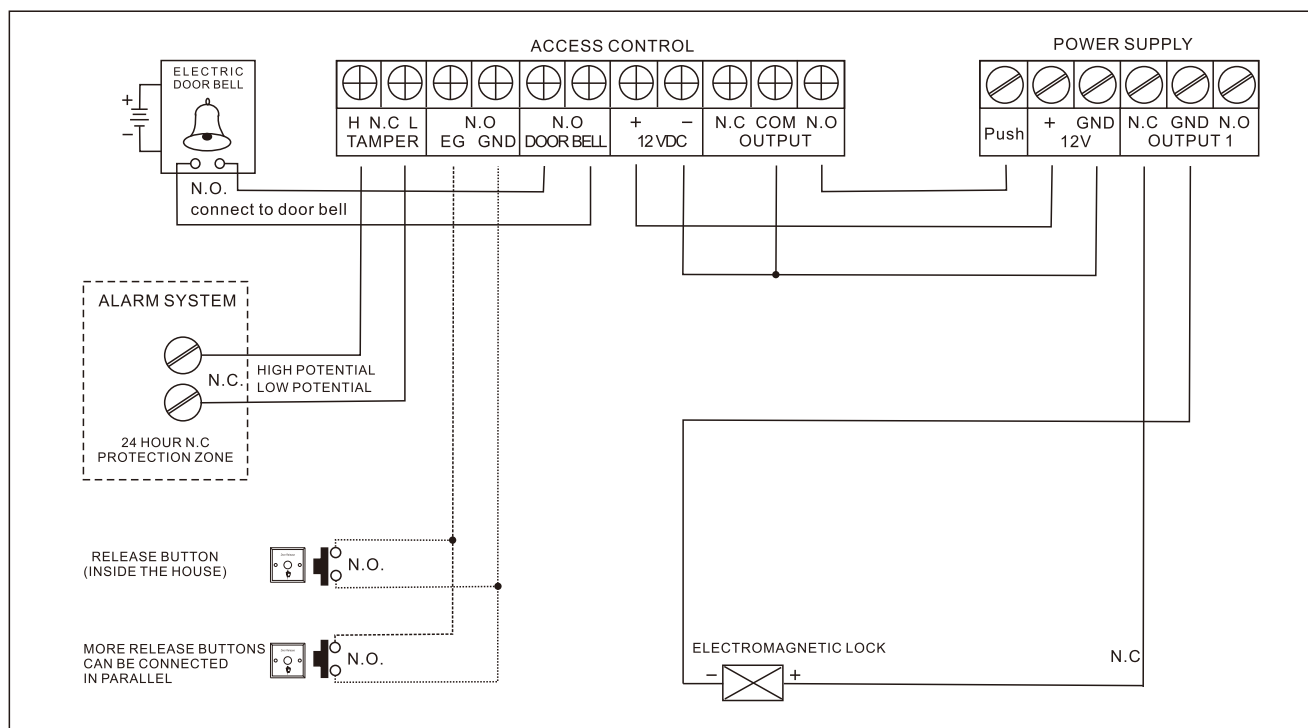 ACCESS CONTROL
POWER SUPPLY
ELECTRIC
DOOR BELL
+
−
H N.C L
TAMPER
N.O
EG GND
N.O
DOOR BELL
+ −
12 VDC
N.C COM N.O
OUTPUT
Push
+ GND
12V
N.C GND N.O
OUTPUT 1
N.O.
connect to door bell
ALARM SYSTEM
N.C.
HIGH POTENTIAL
LOW POTENTIAL
24 HOUR N.C
PROTECTION ZONE
RELEASE BUTTON
(INSIDE THE HOUSE)
N.O.
MORE RELEASE BUTTONS
CAN BE CONNECTED
IN PARALLEL
N.O.
ELECTROMAGNETIC LOCK
− +
N.C